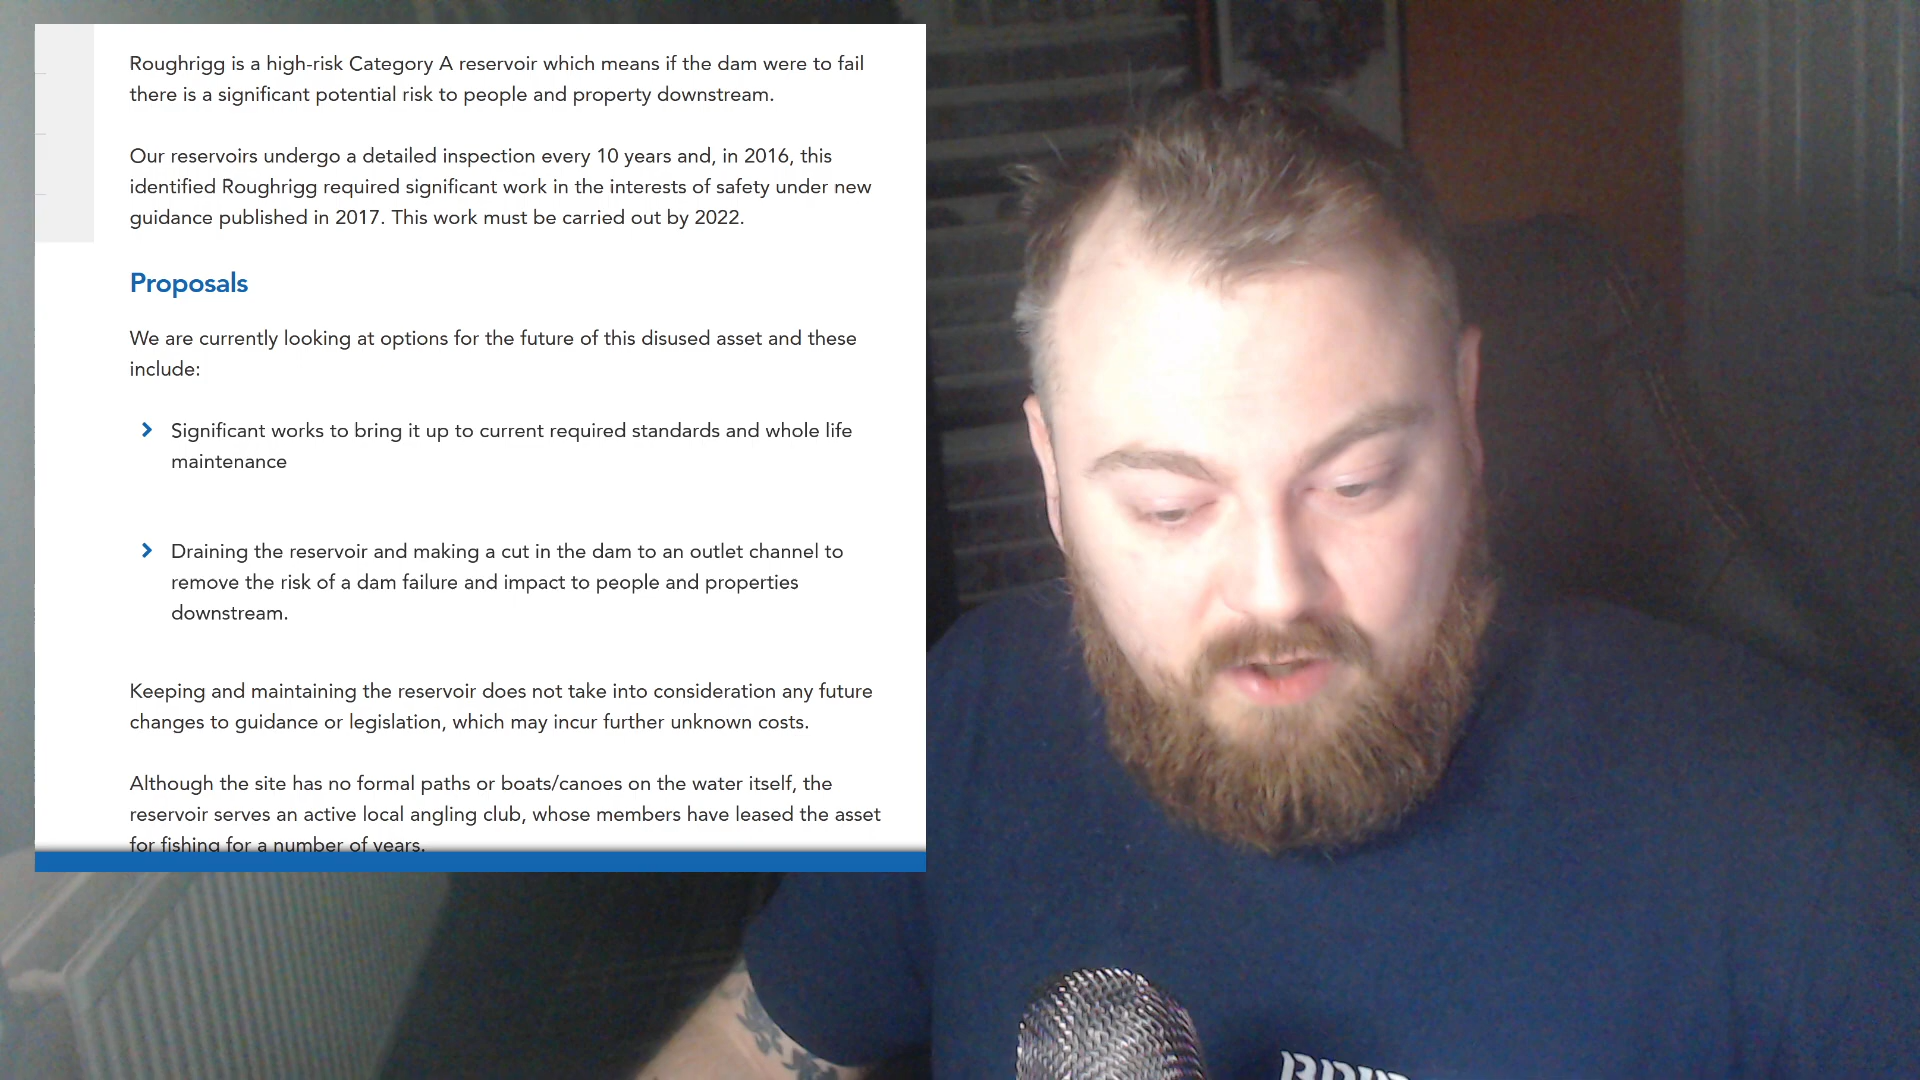 Roughrigg is a high-risk Category A reservoir which means if the dam were to fail
there is a significant potential risk to people and property downstream.
Our reservoirs undergo a detailed inspection every 10 years and, in 2016, this
identified Roughrigg required significant work in the interests of safety under new
guidance published in 2017. This work must be carried out by 2022.
Proposals
We are currently looking at options for the future of this disused asset and these
include:
Significant works to bring it up to current required standards and whole life
maintenance
Draining the reservoir and making a cut in the dam to an outlet channel to
remove the risk of a dam failure and impact to people and properties
downstream.
Keeping and maintaining the reservoir does not take into consideration any future
changes to guidance or legislation, which may incur further unknown costs.
Although the site has no formal paths or boats/canoes on the water itself, the
reservoir serves an active local angling club, whose members have leased the asset
for fishing for a number of years.